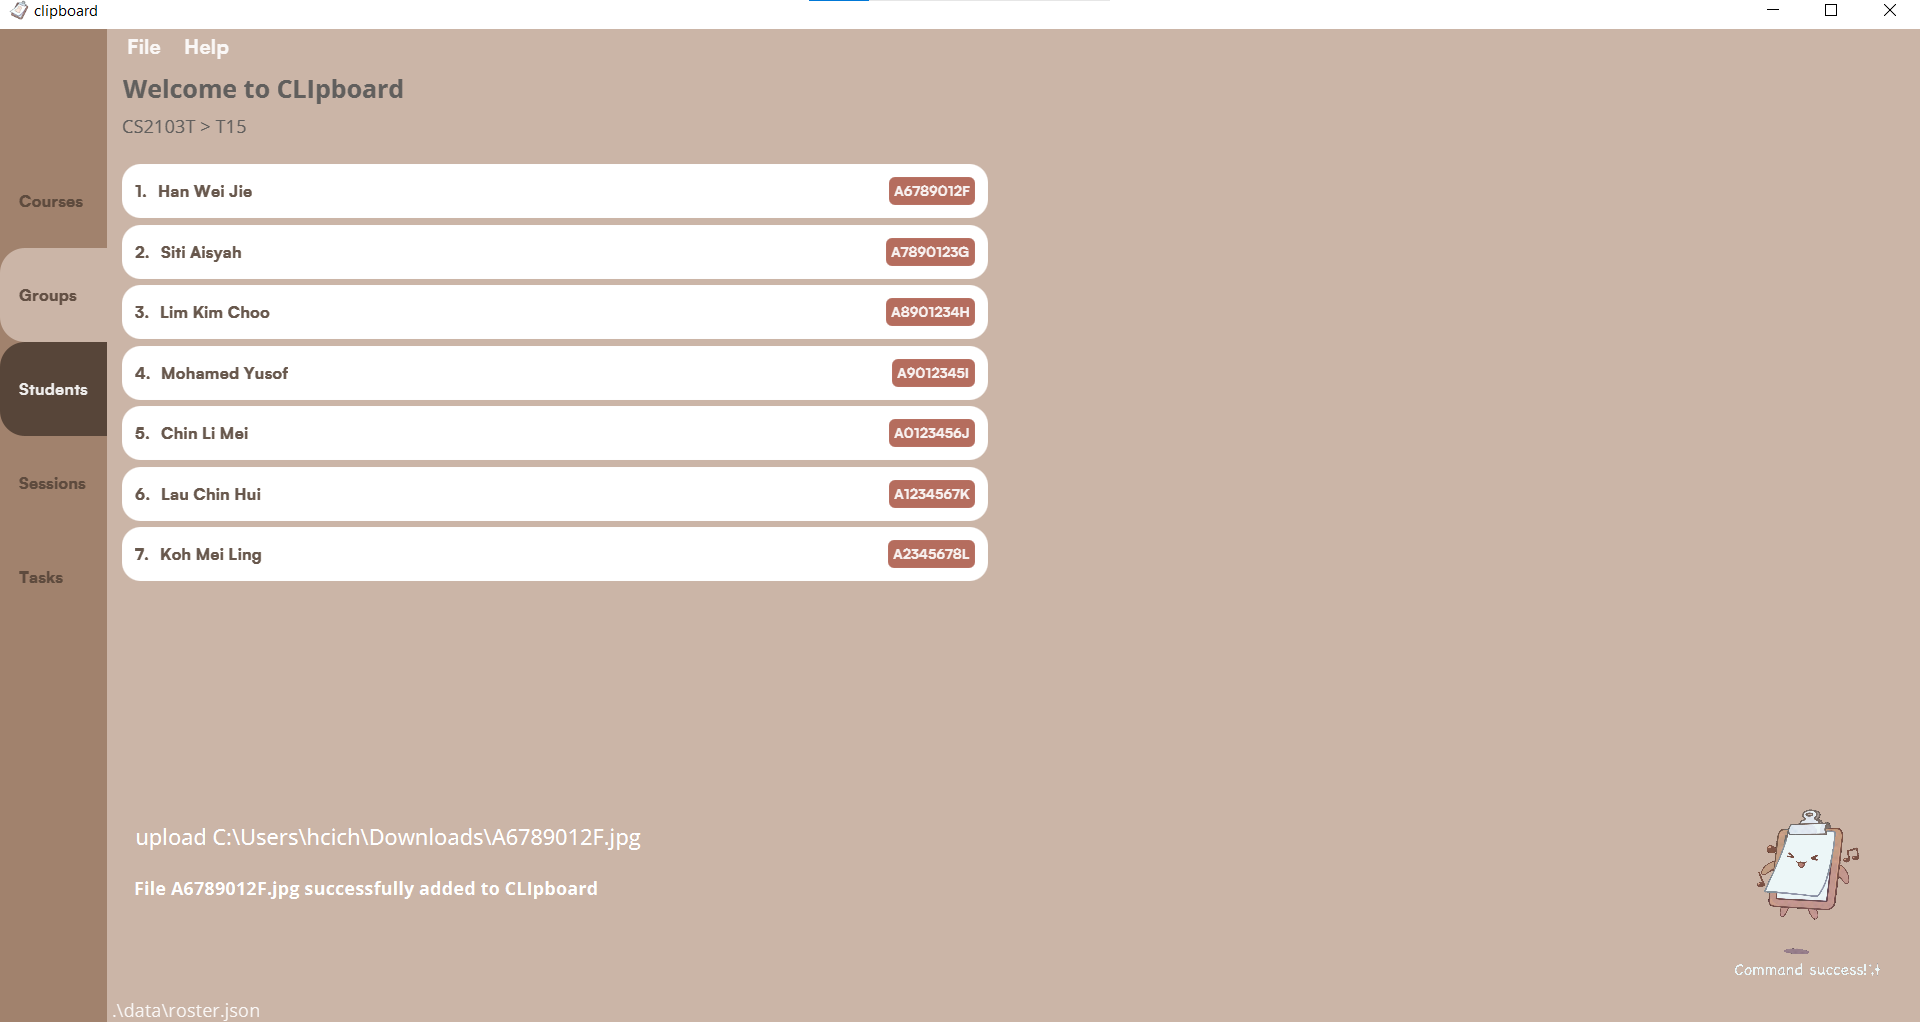 clipboard
File Help
Welcome to CLIpboard
CS2103T > T15
Courses
Groups
Students
Sessions
Tasks
1. Han Wei Jie A6789012F
2. Siti Aisyah A7890123G
3. Lim Kim Choo A8901234H
4. Mohamed Yusof A9012345I
5. Chin Li Mei A0123456J
6. Lau Chin Hui A1234567K
7. Koh Mei Ling A2345678L
upload C:\Users\hcich\Downloads\A6789012F.jpg
File A6789012F.jpg successfully added to CLIpboard
Command success!
.\data\roster.json